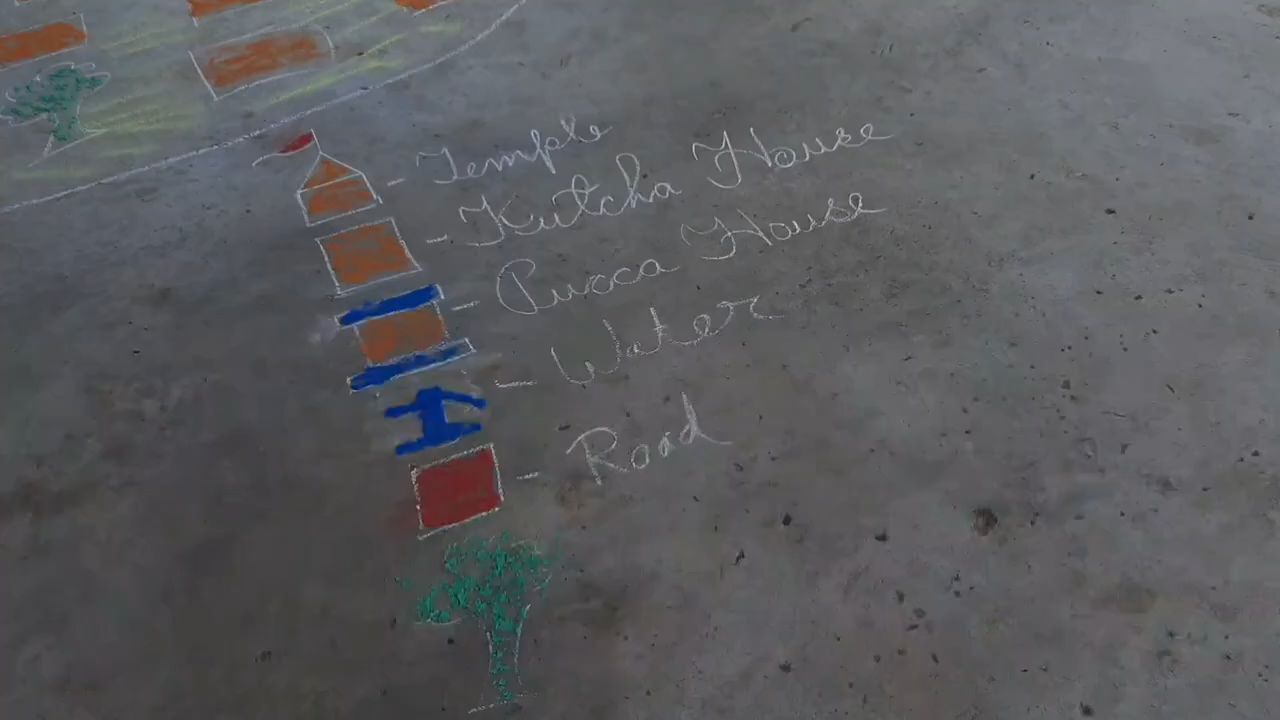 - Temple
- Kutcha House
- Pucca House
- Water
- Road